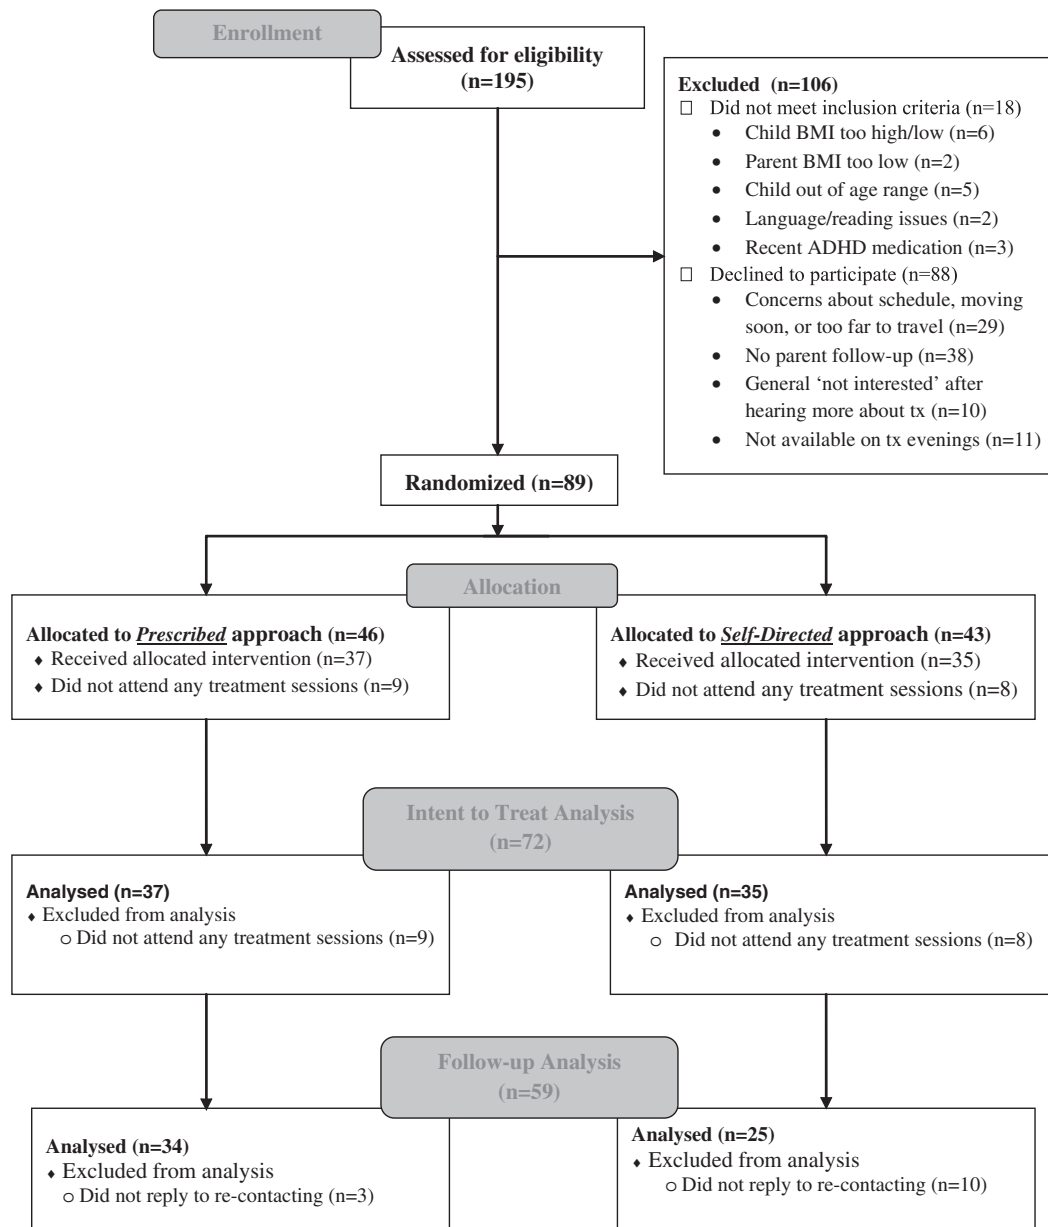 Enrollment
Assessed for eligibility
(n=195)
Excluded (n=106)
□ Did not meet inclusion criteria (n=18)
• Child BMI too high/low (n=6)
• Parent BMI too low (n=2)
• Child out of age range (n=5)
• Language/reading issues (n=2)
• Recent ADHD medication (n=3)
□ Declined to participate (n=88)
• Concerns about schedule, moving
soon, or too far to travel (n=29)
• No parent follow-up (n=38)
• General ‘not interested’ after
hearing more about tx (n=10)
• Not available on tx evenings (n=11)
Randomized (n=89)
Allocation
Allocated to Prescribed approach (n=46)
♦ Received allocated intervention (n=37)
♦ Did not attend any treatment sessions (n=9)
Allocated to Self-Directed approach (n=43)
♦ Received allocated intervention (n=35)
♦ Did not attend any treatment sessions (n=8)
Intent to Treat Analysis
(n=72)
Analysed (n=37)
♦ Excluded from analysis
o Did not attend any treatment sessions (n=9)
Analysed (n=35)
♦ Excluded from analysis
o Did not attend any treatment sessions (n=8)
Follow-up Analysis
(n=59)
Analysed (n=34)
♦ Excluded from analysis
o Did not reply to re-contacting (n=3)
Analysed (n=25)
♦ Excluded from analysis
o Did not reply to re-contacting (n=10)